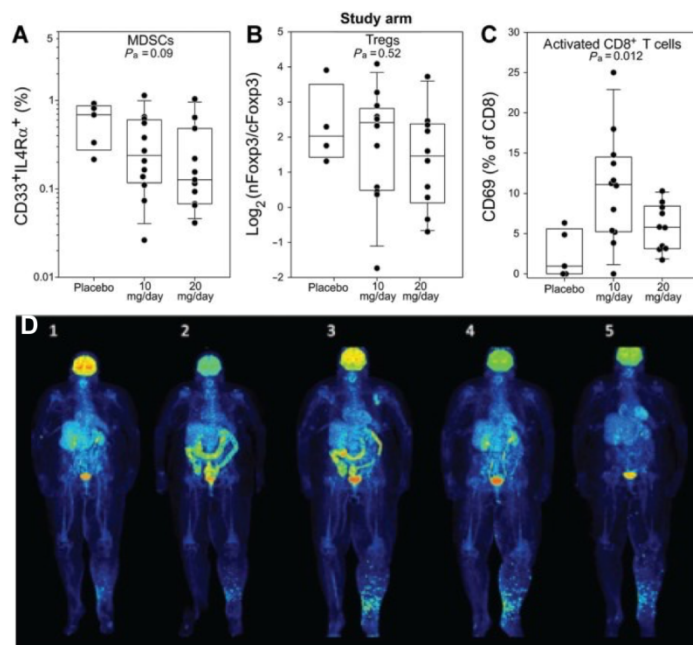 Study arm
A
MDSCs
Pa = 0.09
CD33+IL4Rα+ (%)
1
0.1
0.01
Placebo
10
mg/day
20
mg/day
B
Tregs
Pa = 0.52
Log2 (nFoxp3/cFoxp3)
5
4
3
2
1
0
−1
−2
Placebo
10
mg/day
20
mg/day
C
Activated CD8+ T cells
Pa = 0.012
CD69 (% of CD8)
30
25
20
15
10
5
0
Placebo
10
mg/day
20
mg/day
D
1
2
3
4
5